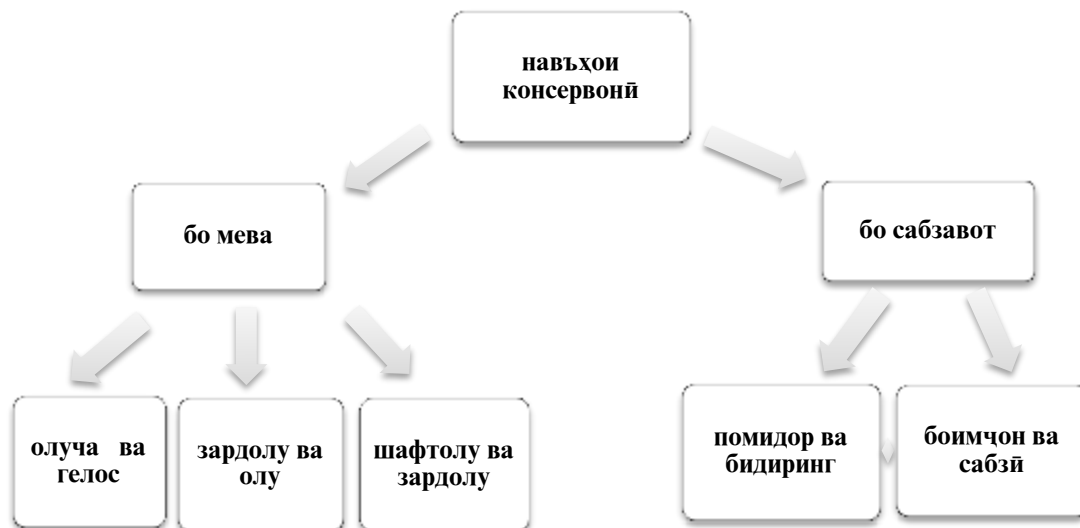 навъҳои
консервонӣ
бо мева
бо сабзавот
олуча ва
гелос
зардолу ва
олу
шафтолу ва
зардолу
помидор ва
бидиринг
боимҷон ва
сабзӣ